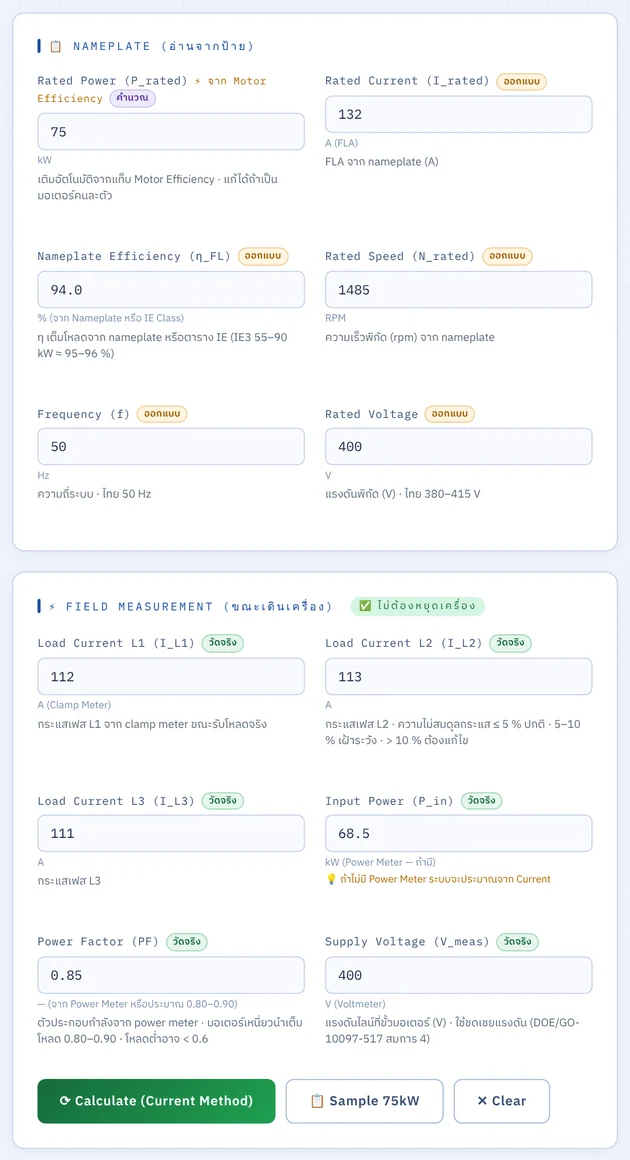 📋 NAMEPLATE (อ่านจากป้าย)
Rated Power (P_rated) ⚡ จาก Motor
Efficiency คำนวณ
75
kW
เติมอัตโนมัติจากแท็บ Motor Efficiency · แก้ได้ถ้าเป็น
มอเตอร์คนละตัว
Rated Current (I_rated) ออกแบบ
132
A (FLA)
FLA จาก nameplate (A)
Nameplate Efficiency (η_FL) ออกแบบ
94.0
% (จาก Nameplate หรือ IE Class)
η เต็มโหลดจาก nameplate หรือตาราง IE (IE3 55–90
kW ≈ 95–96 %)
Rated Speed (N_rated) ออกแบบ
1485
RPM
ความเร็วพิกัด (rpm) จาก nameplate
Frequency (f) ออกแบบ
50
Hz
ความถี่ระบบ · ไทย 50 Hz
Rated Voltage ออกแบบ
400
V
แรงดันพิกัด (V) · ไทย 380–415 V
⚡ FIELD MEASUREMENT (ขณะเดินเครื่อง) ✅ ไม่ต้องหยุดเครื่อง
Load Current L1 (I_L1) วัดจริง
112
A (Clamp Meter)
กระแสเฟส L1 จาก clamp meter ขณะรับโหลดจริง
Load Current L2 (I_L2) วัดจริง
113
A
กระแสเฟส L2 · ความไม่สมดุลกระแส ≤ 5 % ปกติ · 5–10
% เฝ้าระวัง · > 10 % ต้องแก้ไข
Load Current L3 (I_L3) วัดจริง
111
A
กระแสเฟส L3
Input Power (P_in) วัดจริง
68.5
kW (Power Meter — ถ้ามี)
💡 ถ้าไม่มี Power Meter ระบบจะประมาณจาก Current
Power Factor (PF) วัดจริง
0.85
— (จาก Power Meter หรือประมาณ 0.80–0.90)
ตัวประกอบกำลังจาก power meter · มอเตอร์เหนี่ยวนำเต็ม
โหลด 0.80–0.90 · โหลดต่ำอาจ < 0.6
Supply Voltage (V_meas) วัดจริง
400
V (Voltmeter)
แรงดันไลน์ที่ขั้วมอเตอร์ (V) · ใช้ชดเชยแรงดัน (DOE/GO-
10097-517 สมการ 4)
⟳ Calculate (Current Method)
📋 Sample 75kW
✕ Clear